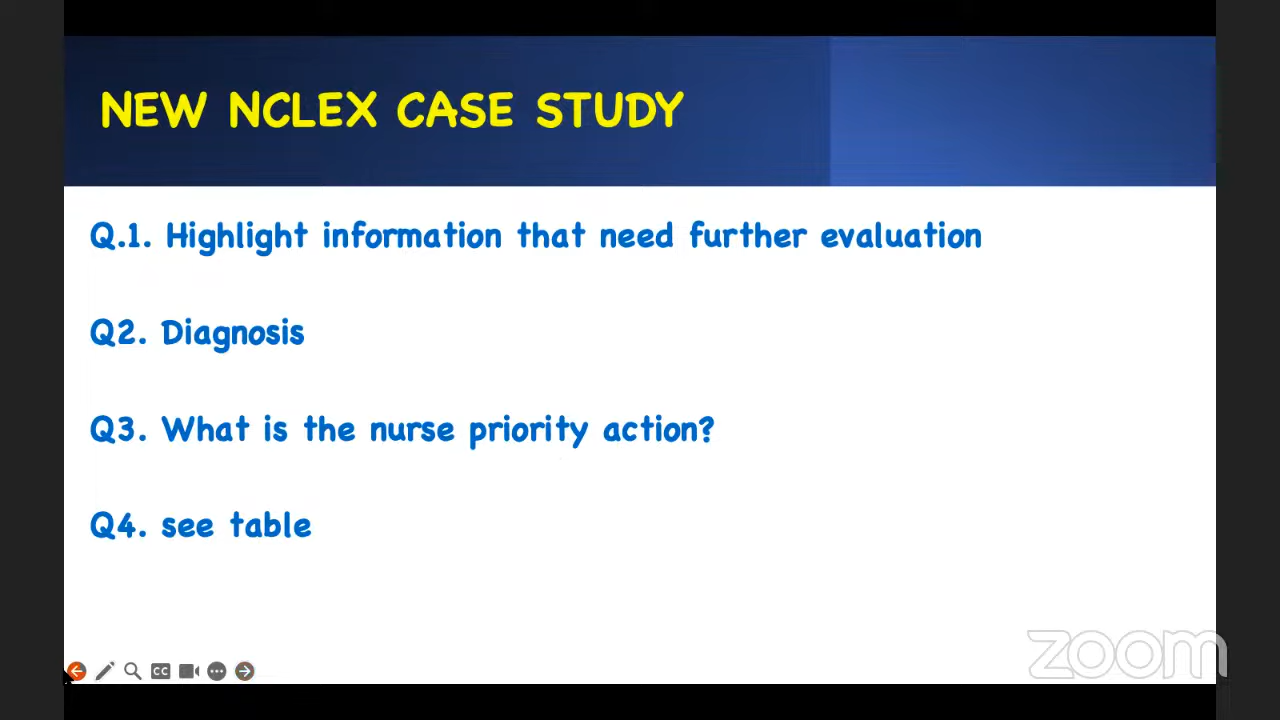 NEW NCLEX CASE STUDY
Q.1. Highlight information that need further evaluation
Q2. Diagnosis
Q3. What is the nurse priority action?
Q4. see table
CC
zoom